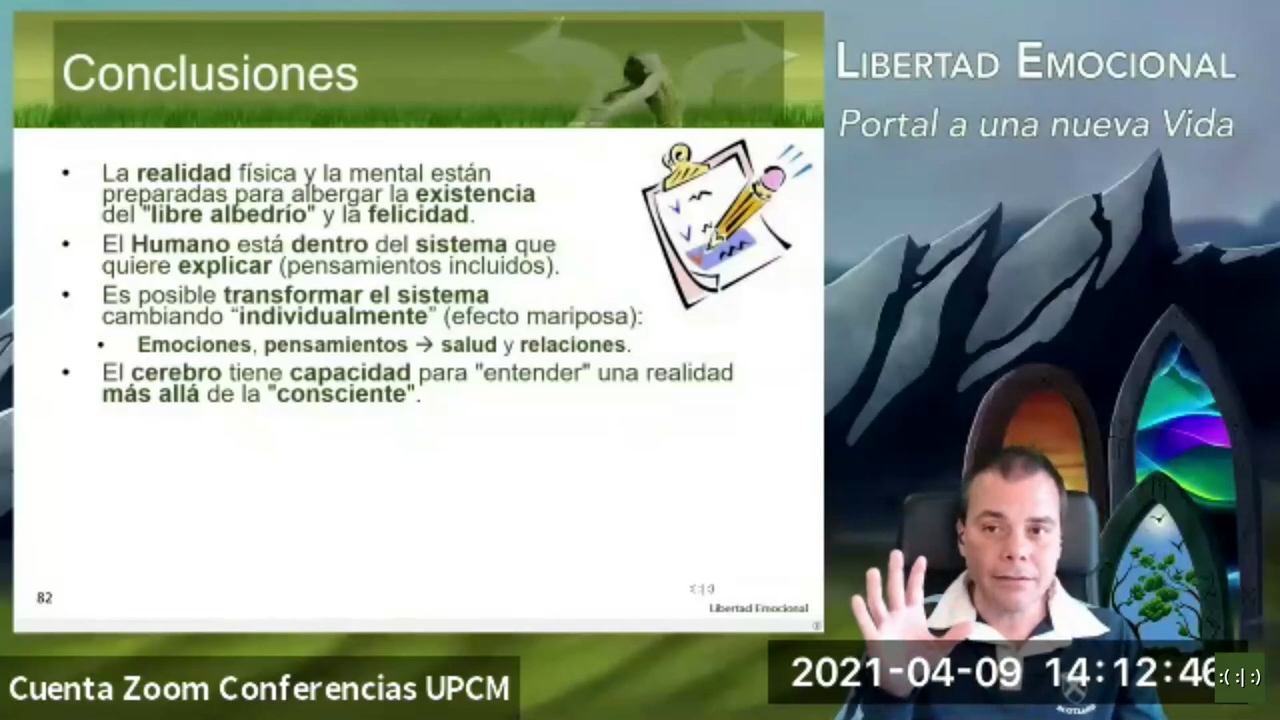 Conclusiones
• La realidad física y la mental están
preparadas para albergar la existencia
del "libre albedrío" y la felicidad.
• El Humano está dentro del sistema que
quiere explicar (pensamientos incluidos).
• Es posible transformar el sistema
cambiando “individualmente” (efecto mariposa):
• Emociones, pensamientos → salud y relaciones.
• El cerebro tiene capacidad para "entender" una realidad
más allá de la "consciente".
82
:( :|:)
Libertad Emocional
LIBERTAD EMOCIONAL
Portal a una nueva Vida
Cuenta Zoom Conferencias UPCM
2021-04-09 14:12:46
:( :|:)
SCOTLAND